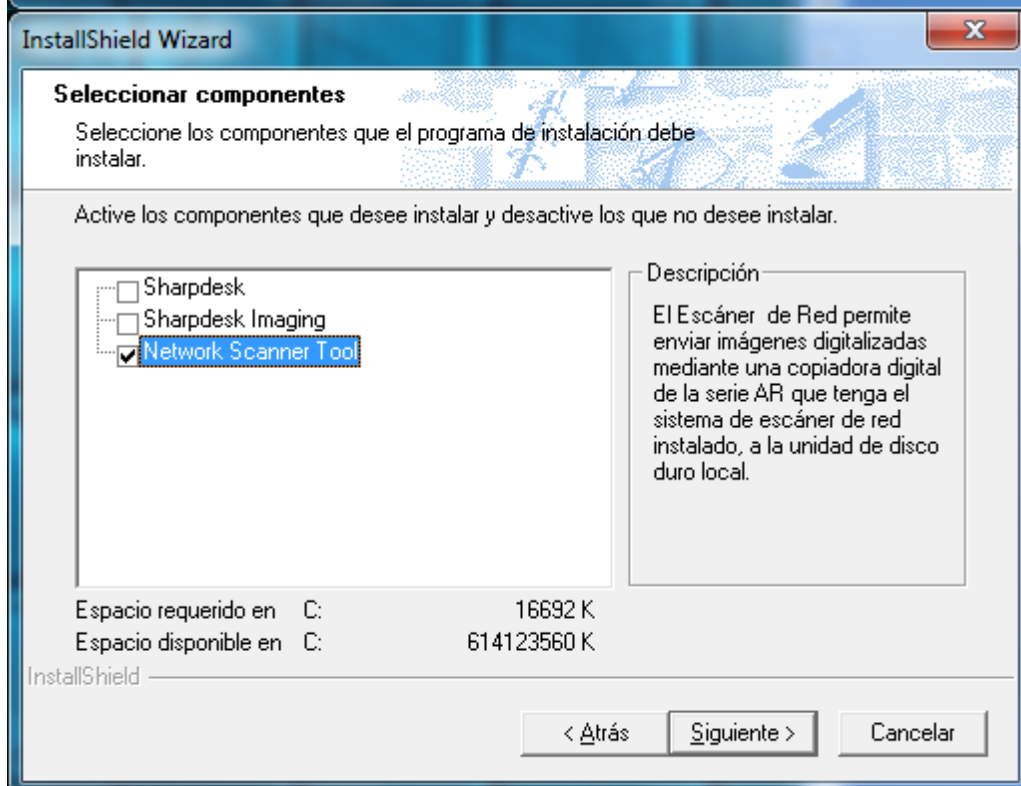 InstallShield Wizard
Seleccionar componentes
Seleccione los componentes que el programa de instalación debe
instalar.
Active los componentes que desee instalar y desactive los que no desee instalar.
Sharpdesk
Sharpdesk Imaging
Network Scanner Tool
Descripción
El Escáner de Red permite
enviar imágenes digitalizadas
mediante una copiadora digital
de la serie AR que tenga el
sistema de escáner de red
instalado, a la unidad de disco
duro local.
Espacio requerido en C: 16692 K
Espacio disponible en C: 614123560 K
InstallShield
< Atrás Siguiente > Cancelar